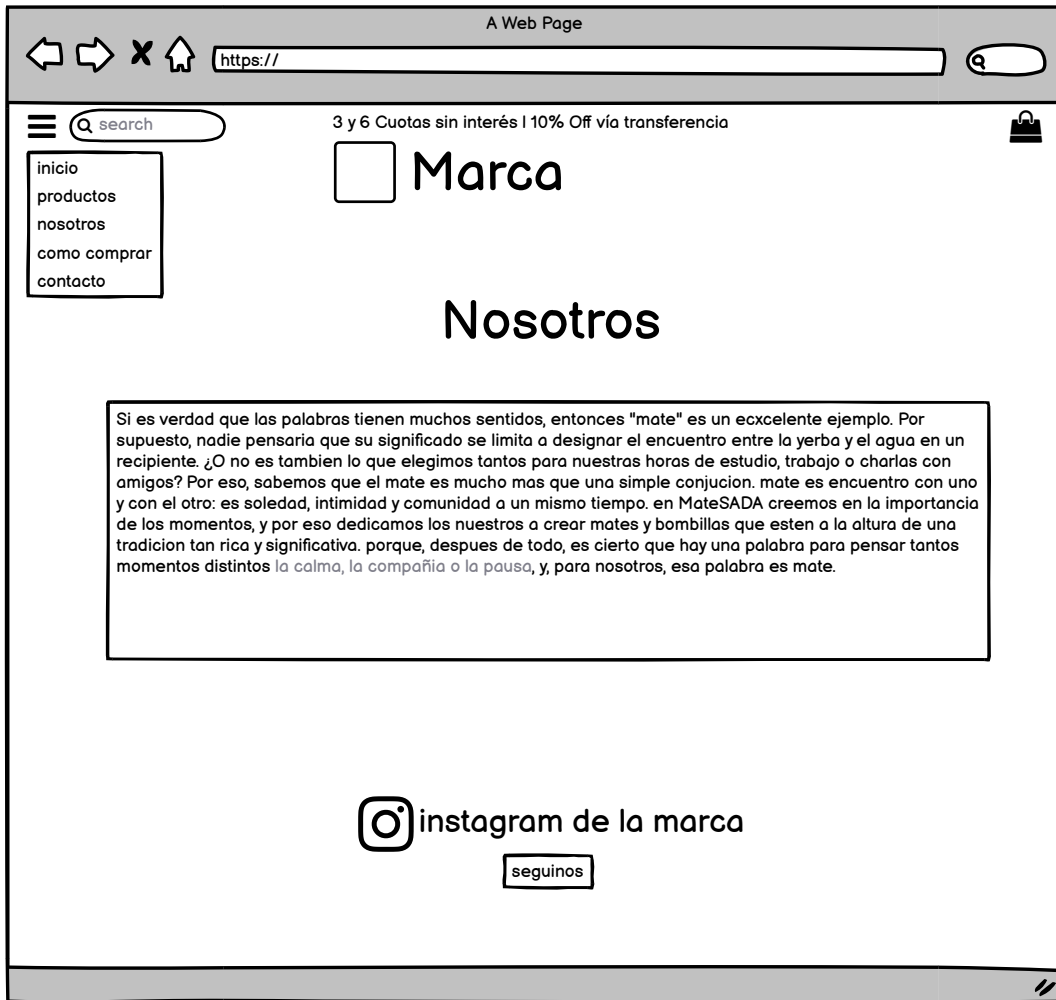 A Web Page
https://
search
3 y 6 Cuotas sin interés | 10% Off vía transferencia
Marca
inicio
productos
nosotros
como comprar
contacto
Nosotros
Si es verdad que las palabras tienen muchos sentidos, entonces "mate" es un ecxcelente ejemplo. Por
supuesto, nadie pensaria que su significado se limita a designar el encuentro entre la yerba y el agua en un
recipiente. ¿O no es tambien lo que elegimos tantos para nuestras horas de estudio, trabajo o charlas con
amigos? Por eso, sabemos que el mate es mucho mas que una simple conjucion. mate es encuentro con uno
y con el otro: es soledad, intimidad y comunidad a un mismo tiempo. en MateSADA creemos en la importancia
de los momentos, y por eso dedicamos los nuestros a crear mates y bombillas que esten a la altura de una
tradicion tan rica y significativa. porque, despues de todo, es cierto que hay una palabra para pensar tantos
momentos distintos la calma, la compañia o la pausa, y, para nosotros, esa palabra es mate.
instagram de la marca
seguinos